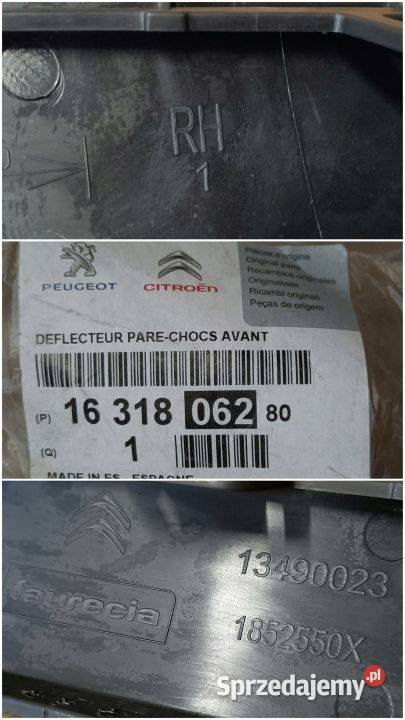 RH
1
Pièces d'origine
Original parts
Recambios originales
Originalteile
Ricambi originali
Peças de origem
PEUGEOT
CITROËN
DEFLECTEUR PARE-CHOCS AVANT
(P) 16 318 062 80
(Q) 1
MADE IN ES - ESPAGNE
13490023
faurecia
1852550X
Sprzedajemy.pl